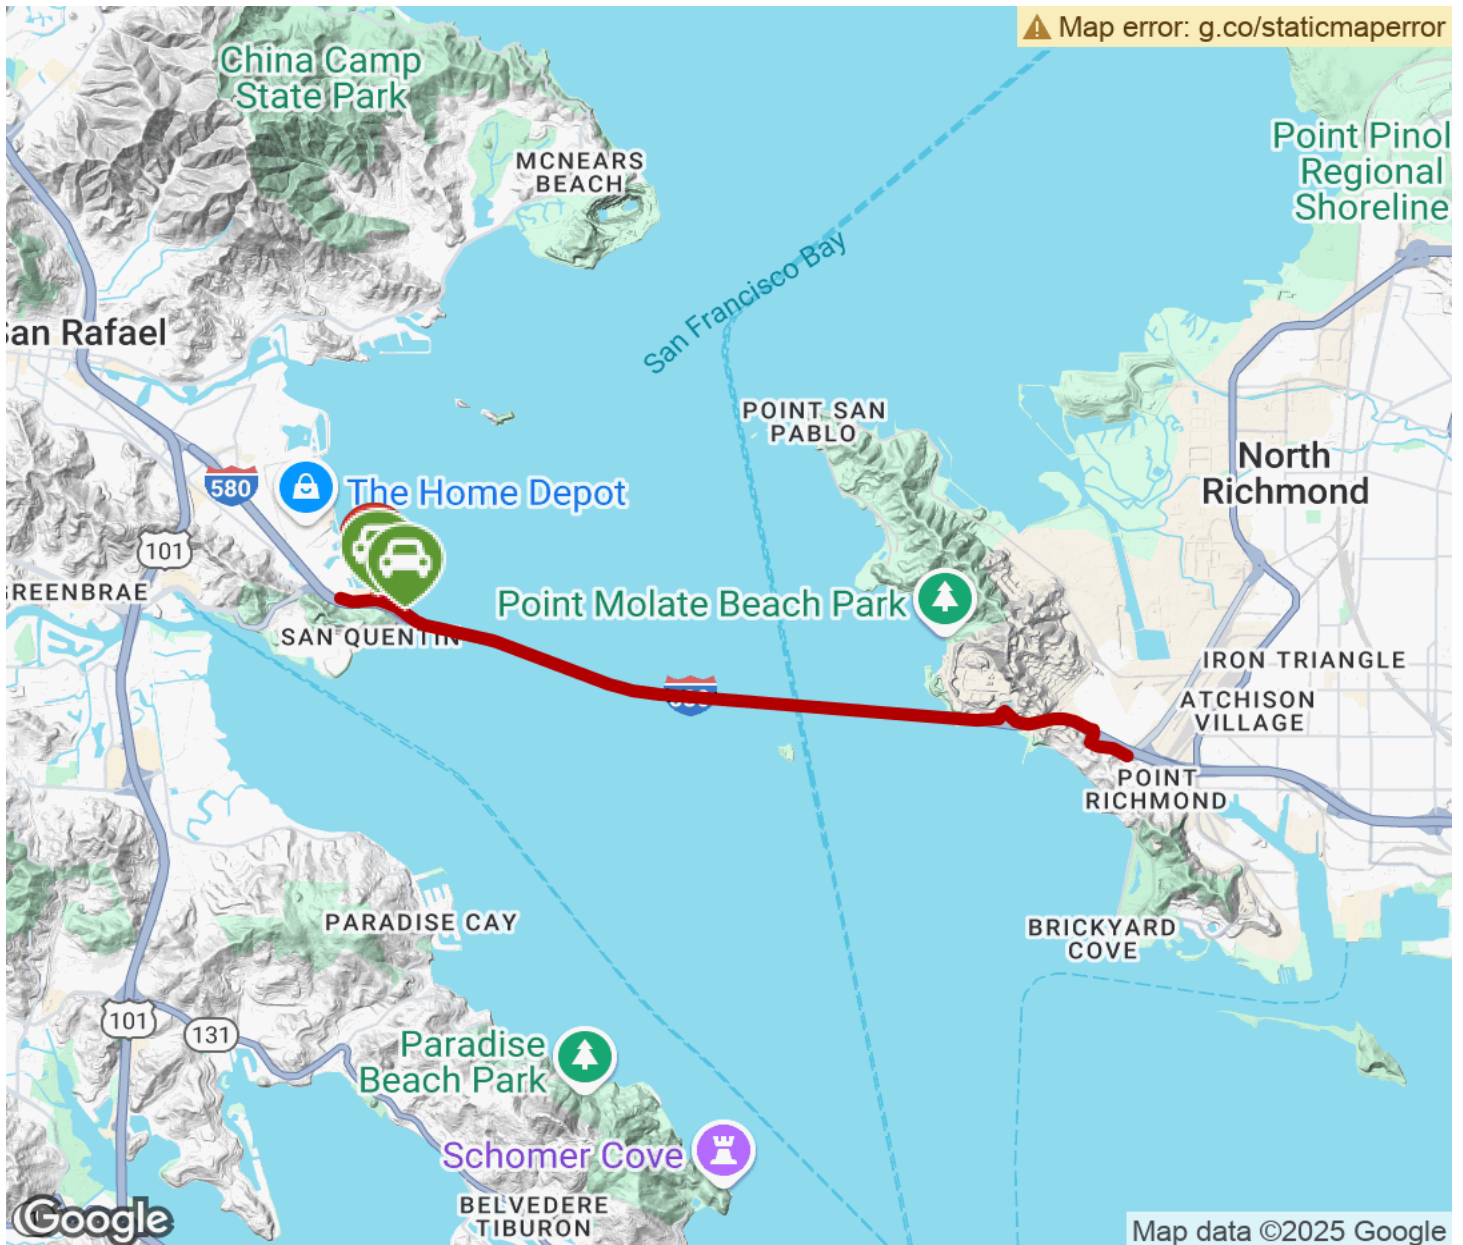 Map error: g.co/staticmaperror
China Camp
State Park
Point Pinol
Regional
Shoreline
MCNEARS
BEACH
San Francisco Bay
San Rafael
POINT SAN
PABLO
North
Richmond
580
The Home Depot
101
GREENBRAE
Point Molate Beach Park
SAN QUENTIN
IRON TRIANGLE
ATCHISON
VILLAGE
POINT
RICHMOND
PARADISE CAY
BRICKYARD
COVE
101
131
Paradise
Beach Park
Schomer Cove
BELVEDERE
TIBURON
Google
Map data ©2025 Google